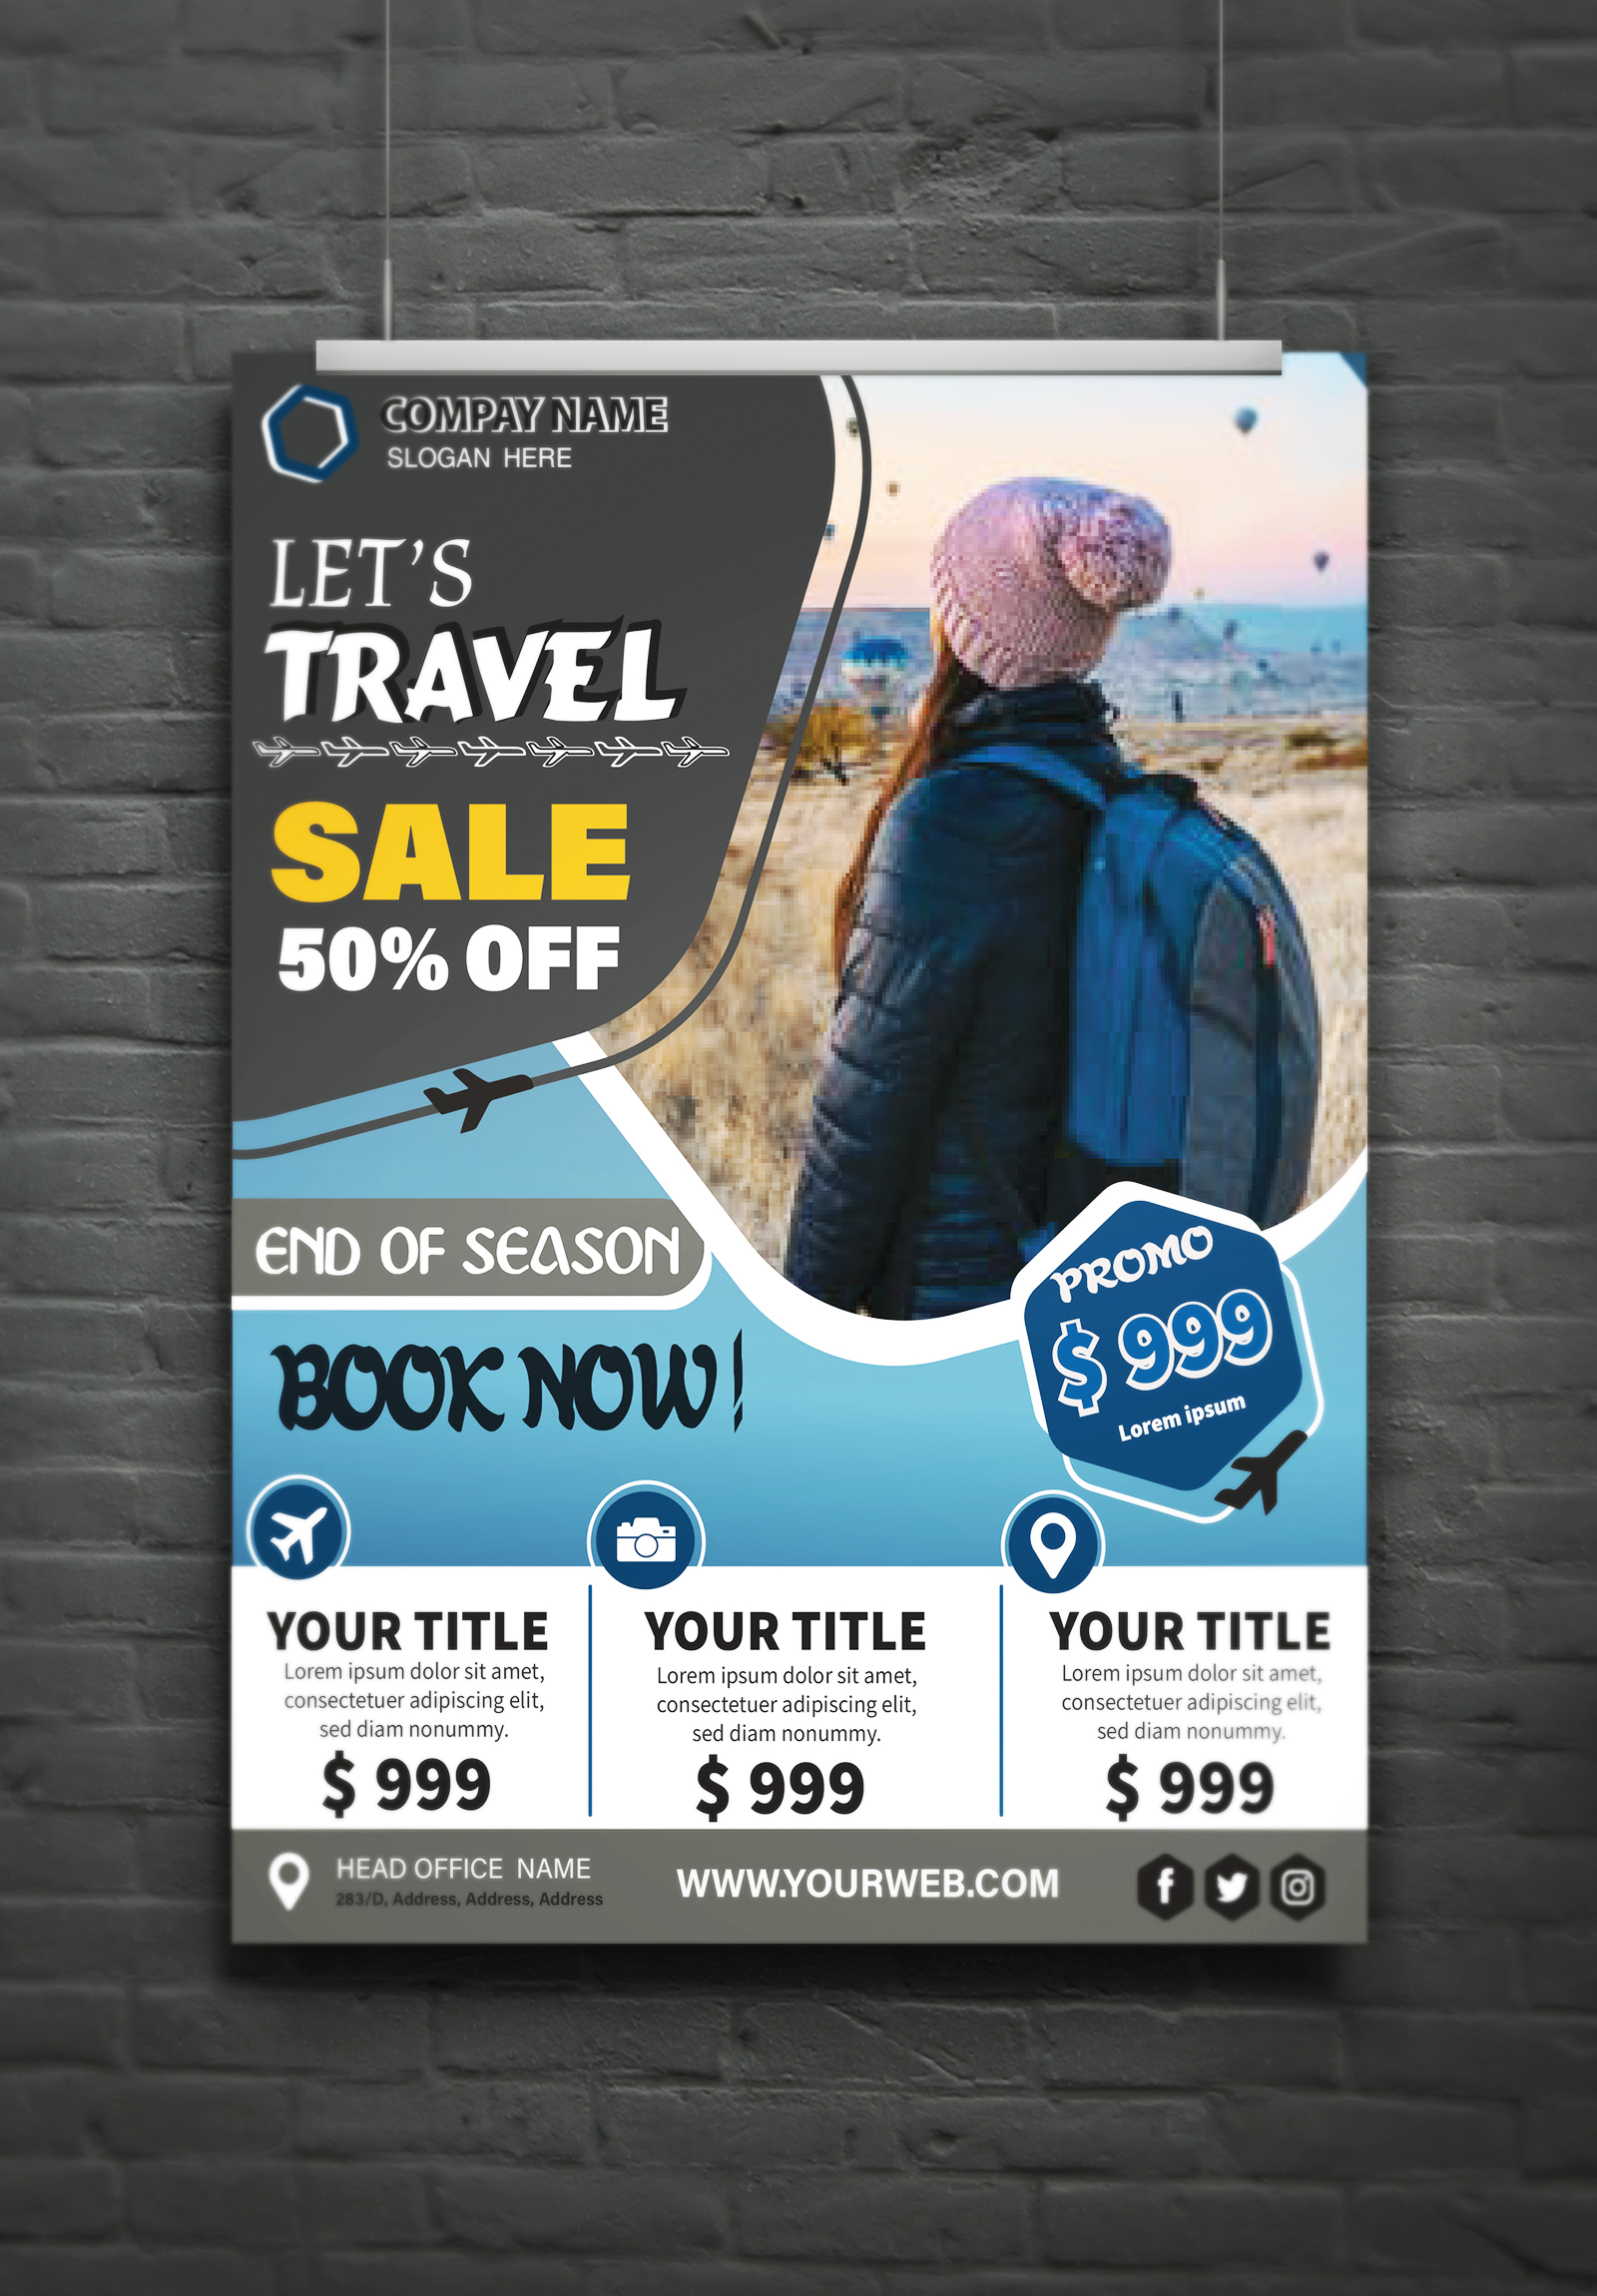 COMPAY NAME
SLOGAN HERE
LET'S
TRAVEL
SALE
50% OFF
END OF SEASON
BOOK NOW!
PROMO
$ 999
Lorem ipsum
YOUR TITLE
Lorem ipsum dolor sit amet,
consectetuer adipiscing elit,
sed diam nonummy.
$ 999
YOUR TITLE
Lorem ipsum dolor sit amet,
consectetuer adipiscing elit,
sed diam nonummy.
$ 999
YOUR TITLE
Lorem ipsum dolor sit amet,
consectetuer adipiscing elit,
sed diam nonummy.
$ 999
HEAD OFFICE NAME
283/D, Address, Address, Address
WWW.YOURWEB.COM